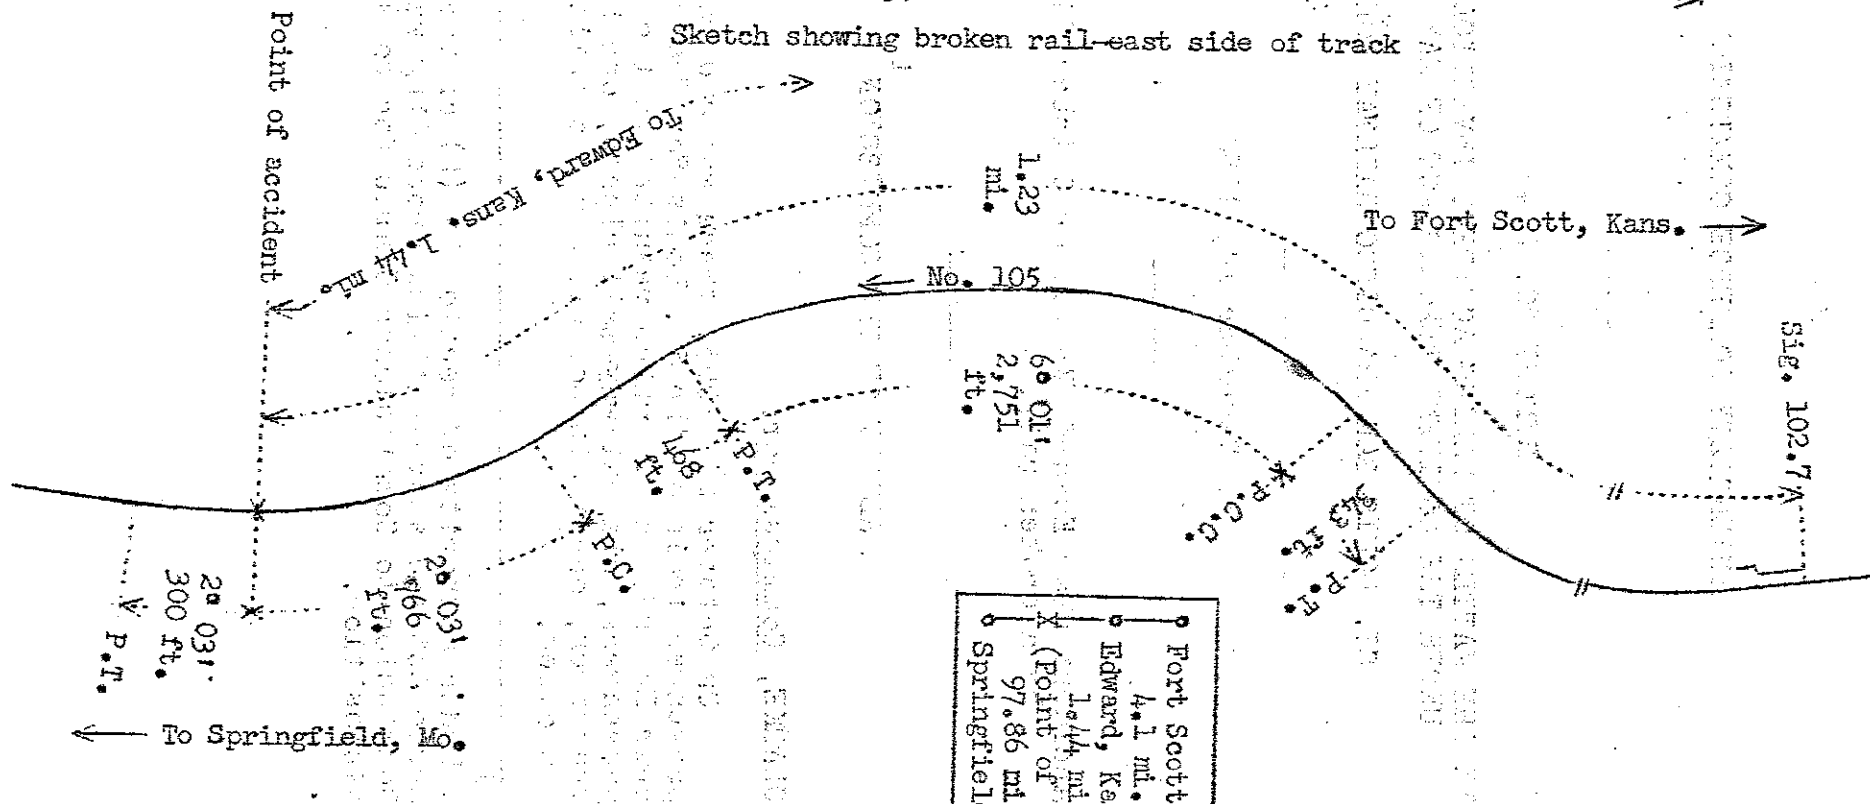 Sketch showing broken rail-east side of track
Point of accident
To Edward, Kans. 1.44 mi.
1.23
mi.
To Fort Scott, Kans.
No. 105
Sig. 102.7
6° 01'
2,751
ft.
468
ft.
P.T.
P.C.C.
343 ft.
P.T.
P.C.
2° 03'
766
ft.
2° 03'
300 ft.
P.T.
To Springfield, Mo.
Fort Scott
4.1 mi.
Edward, Ka
1.44 mi
(Point of
97.86 mi
Springfiel